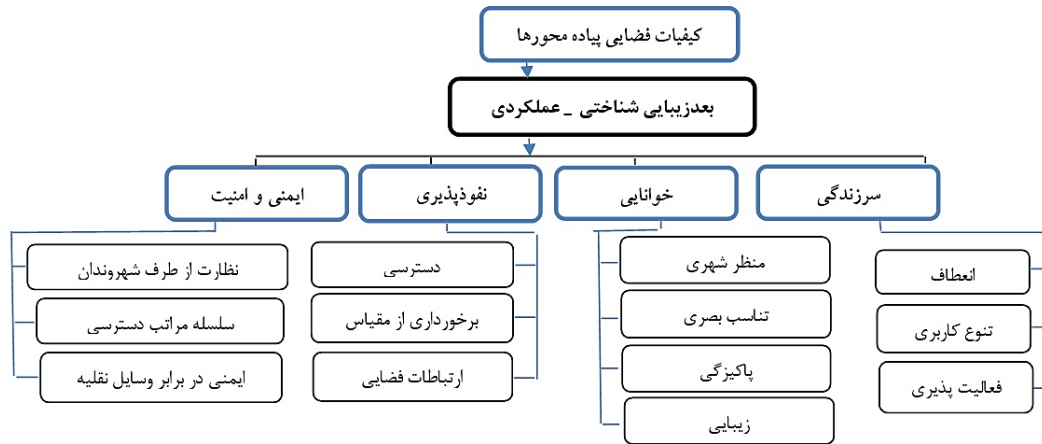 کیفیات فضایی پیاده محورها
بعدزیبایی شناختی _ عملکردی
سرزندگی
خوانایی
نفوذپذیری
ایمنی و امنیت
انعطاف
تنوع کاربری
فعالیت پذیری
منظر شهری
تناسب بصری
پاکیزگی
زیبایی
دسترسی
برخورداری از مقیاس
ارتباطات فضایی
نظارت از طرف شهروندان
سلسله مراتب دسترسی
ایمنی در برابر وسایل نقلیه